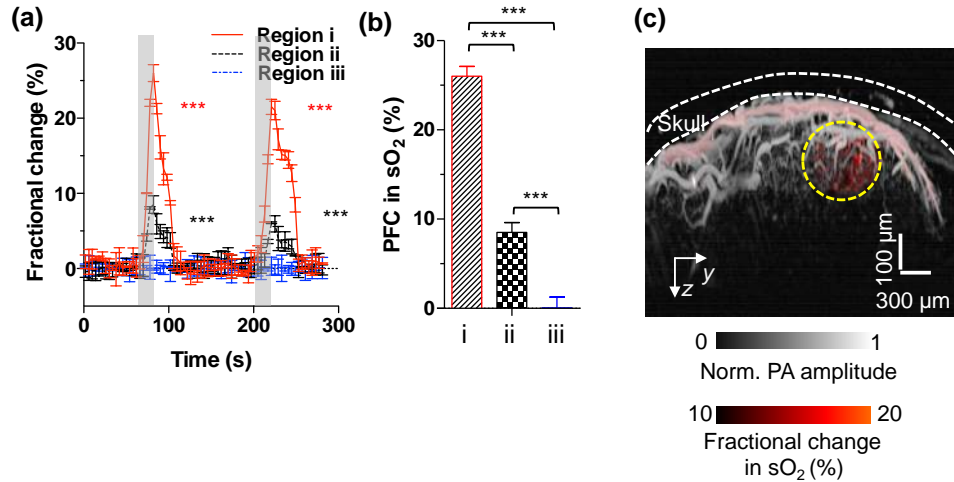 (a)
Fractional change (%)
30
20
10
0
0
100
200
300
Time (s)
Region i
Region ii
Region iii
***
***
***
***
(b)
PFC in sO2 (%)
30
20
10
0
i
ii
iii
***
***
***
(c)
Skull
y
z
100 µm
300 µm
0 1
Norm. PA amplitude
10 20
Fractional change
in sO2 (%)